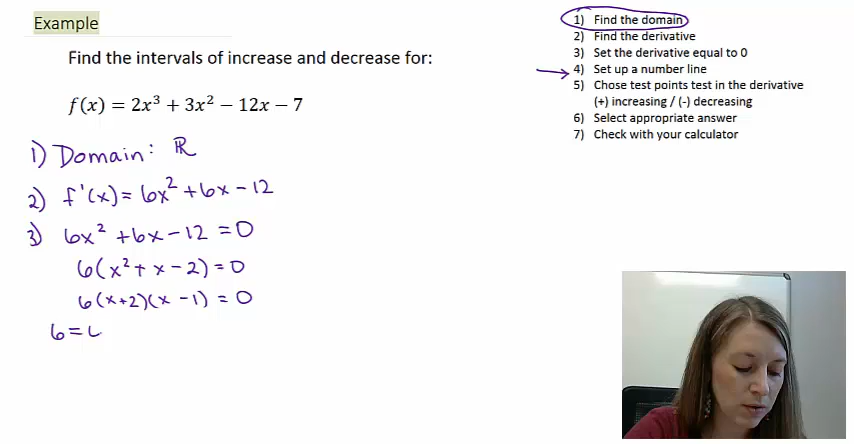 Example
Find the intervals of increase and decrease for:
f(x) = 2x³ + 3x² − 12x − 7
1) Domain: ℝ
2) f'(x) = 6x² + 6x − 12
3) 6x² + 6x − 12 = 0
6(x² + x − 2) = 0
6(x+2)(x − 1) = 0
6 =
1) Find the domain
2) Find the derivative
3) Set the derivative equal to 0
4) Set up a number line
5) Chose test points test in the derivative
(+) increasing / (-) decreasing
6) Select appropriate answer
7) Check with your calculator